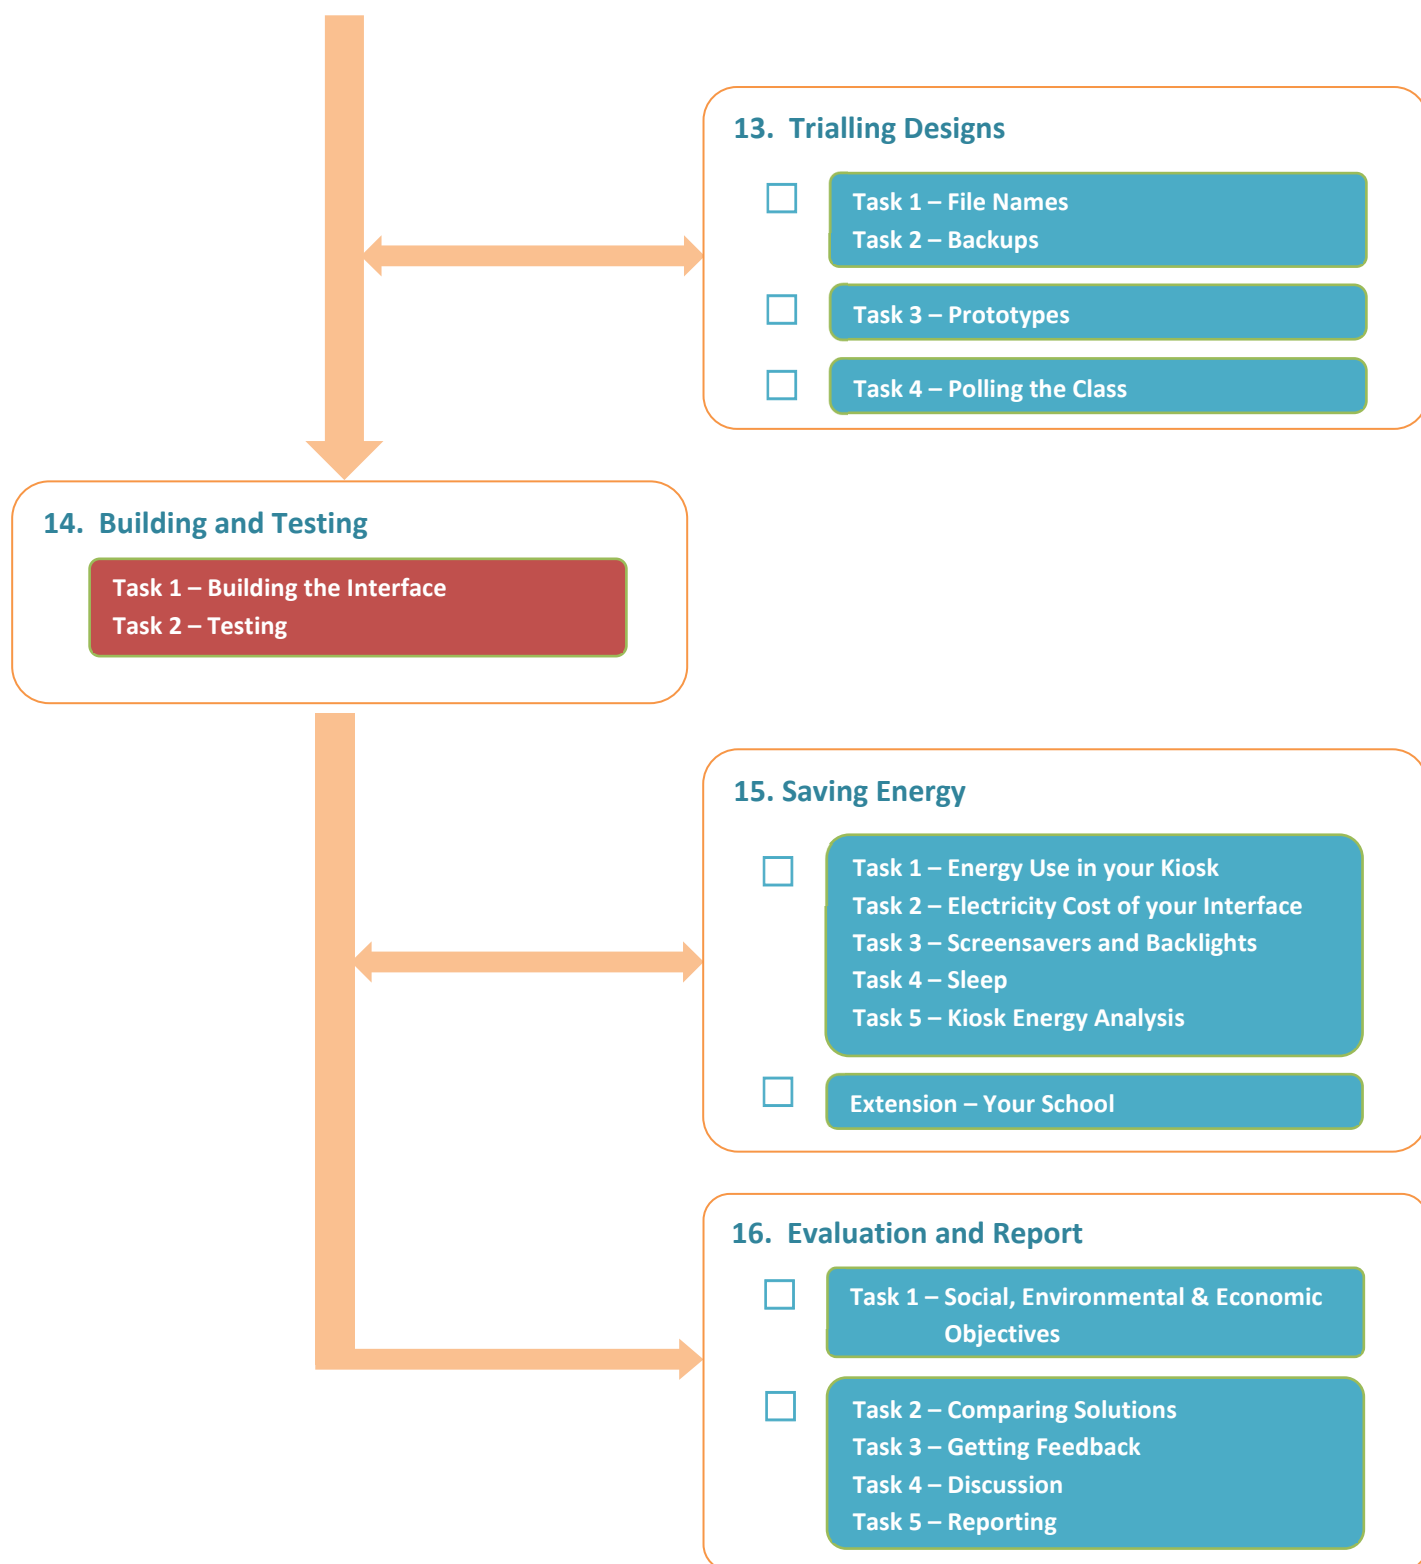 13. Trialling Designs
Task 1 – File Names
Task 2 – Backups
Task 3 – Prototypes
Task 4 – Polling the Class
14. Building and Testing
Task 1 – Building the Interface
Task 2 – Testing
15. Saving Energy
Task 1 – Energy Use in your Kiosk
Task 2 – Electricity Cost of your Interface
Task 3 – Screensavers and Backlights
Task 4 – Sleep
Task 5 – Kiosk Energy Analysis
Extension – Your School
16. Evaluation and Report
Task 1 – Social, Environmental & Economic
Objectives
Task 2 – Comparing Solutions
Task 3 – Getting Feedback
Task 4 – Discussion
Task 5 – Reporting